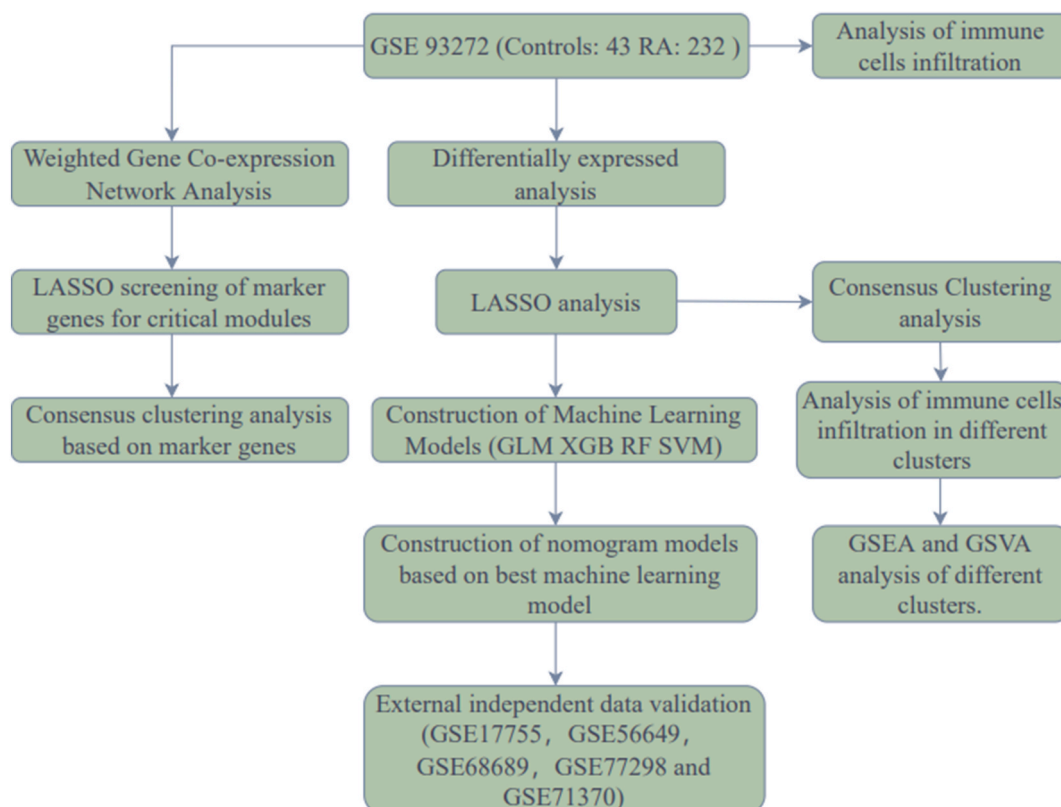 GSE 93272 (Controls: 43 RA: 232 )
Analysis of immune
cells infiltration
Weighted Gene Co-expression
Network Analysis
Differentially expressed
analysis
LASSO screening of marker
genes for critical modules
LASSO analysis
Consensus Clustering
analysis
Consensus clustering analysis
based on marker genes
Construction of Machine Learning
Models (GLM XGB RF SVM)
Analysis of immune cells
infiltration in different
clusters
Construction of nomogram models
based on best machine learning
model
GSEA and GSVA
analysis of different
clusters.
External independent data validation
(GSE17755，GSE56649，
GSE68689，GSE77298 and
GSE71370)